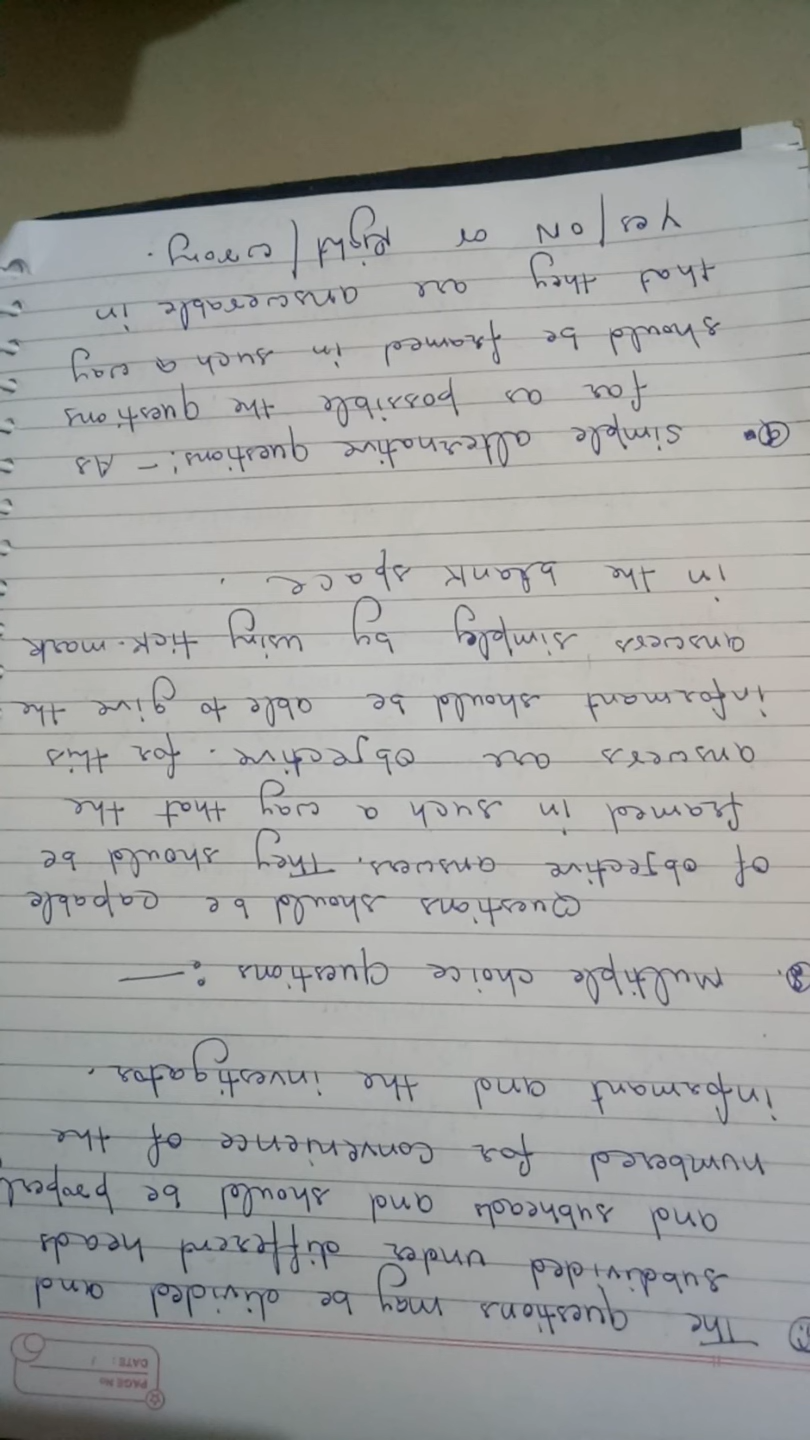 PAGE No
DATE: / /
The questions may be divided and
subdivided under differend heads
and subheads and should be properl
numbered for convenience of the
informant and the investigator.
8. Multiple choice questions :—
Questions should be capable
of objective answers. They should be
framed in such a way that the
answers are objective. for this
informant should be able to give the
answers simpley by using tick-mark
in the blank space.
9. simple alternative questions:- As
far as possible the questions
should be framed in such a way
that they are answerable in
Yes/ON or Right/wrong.